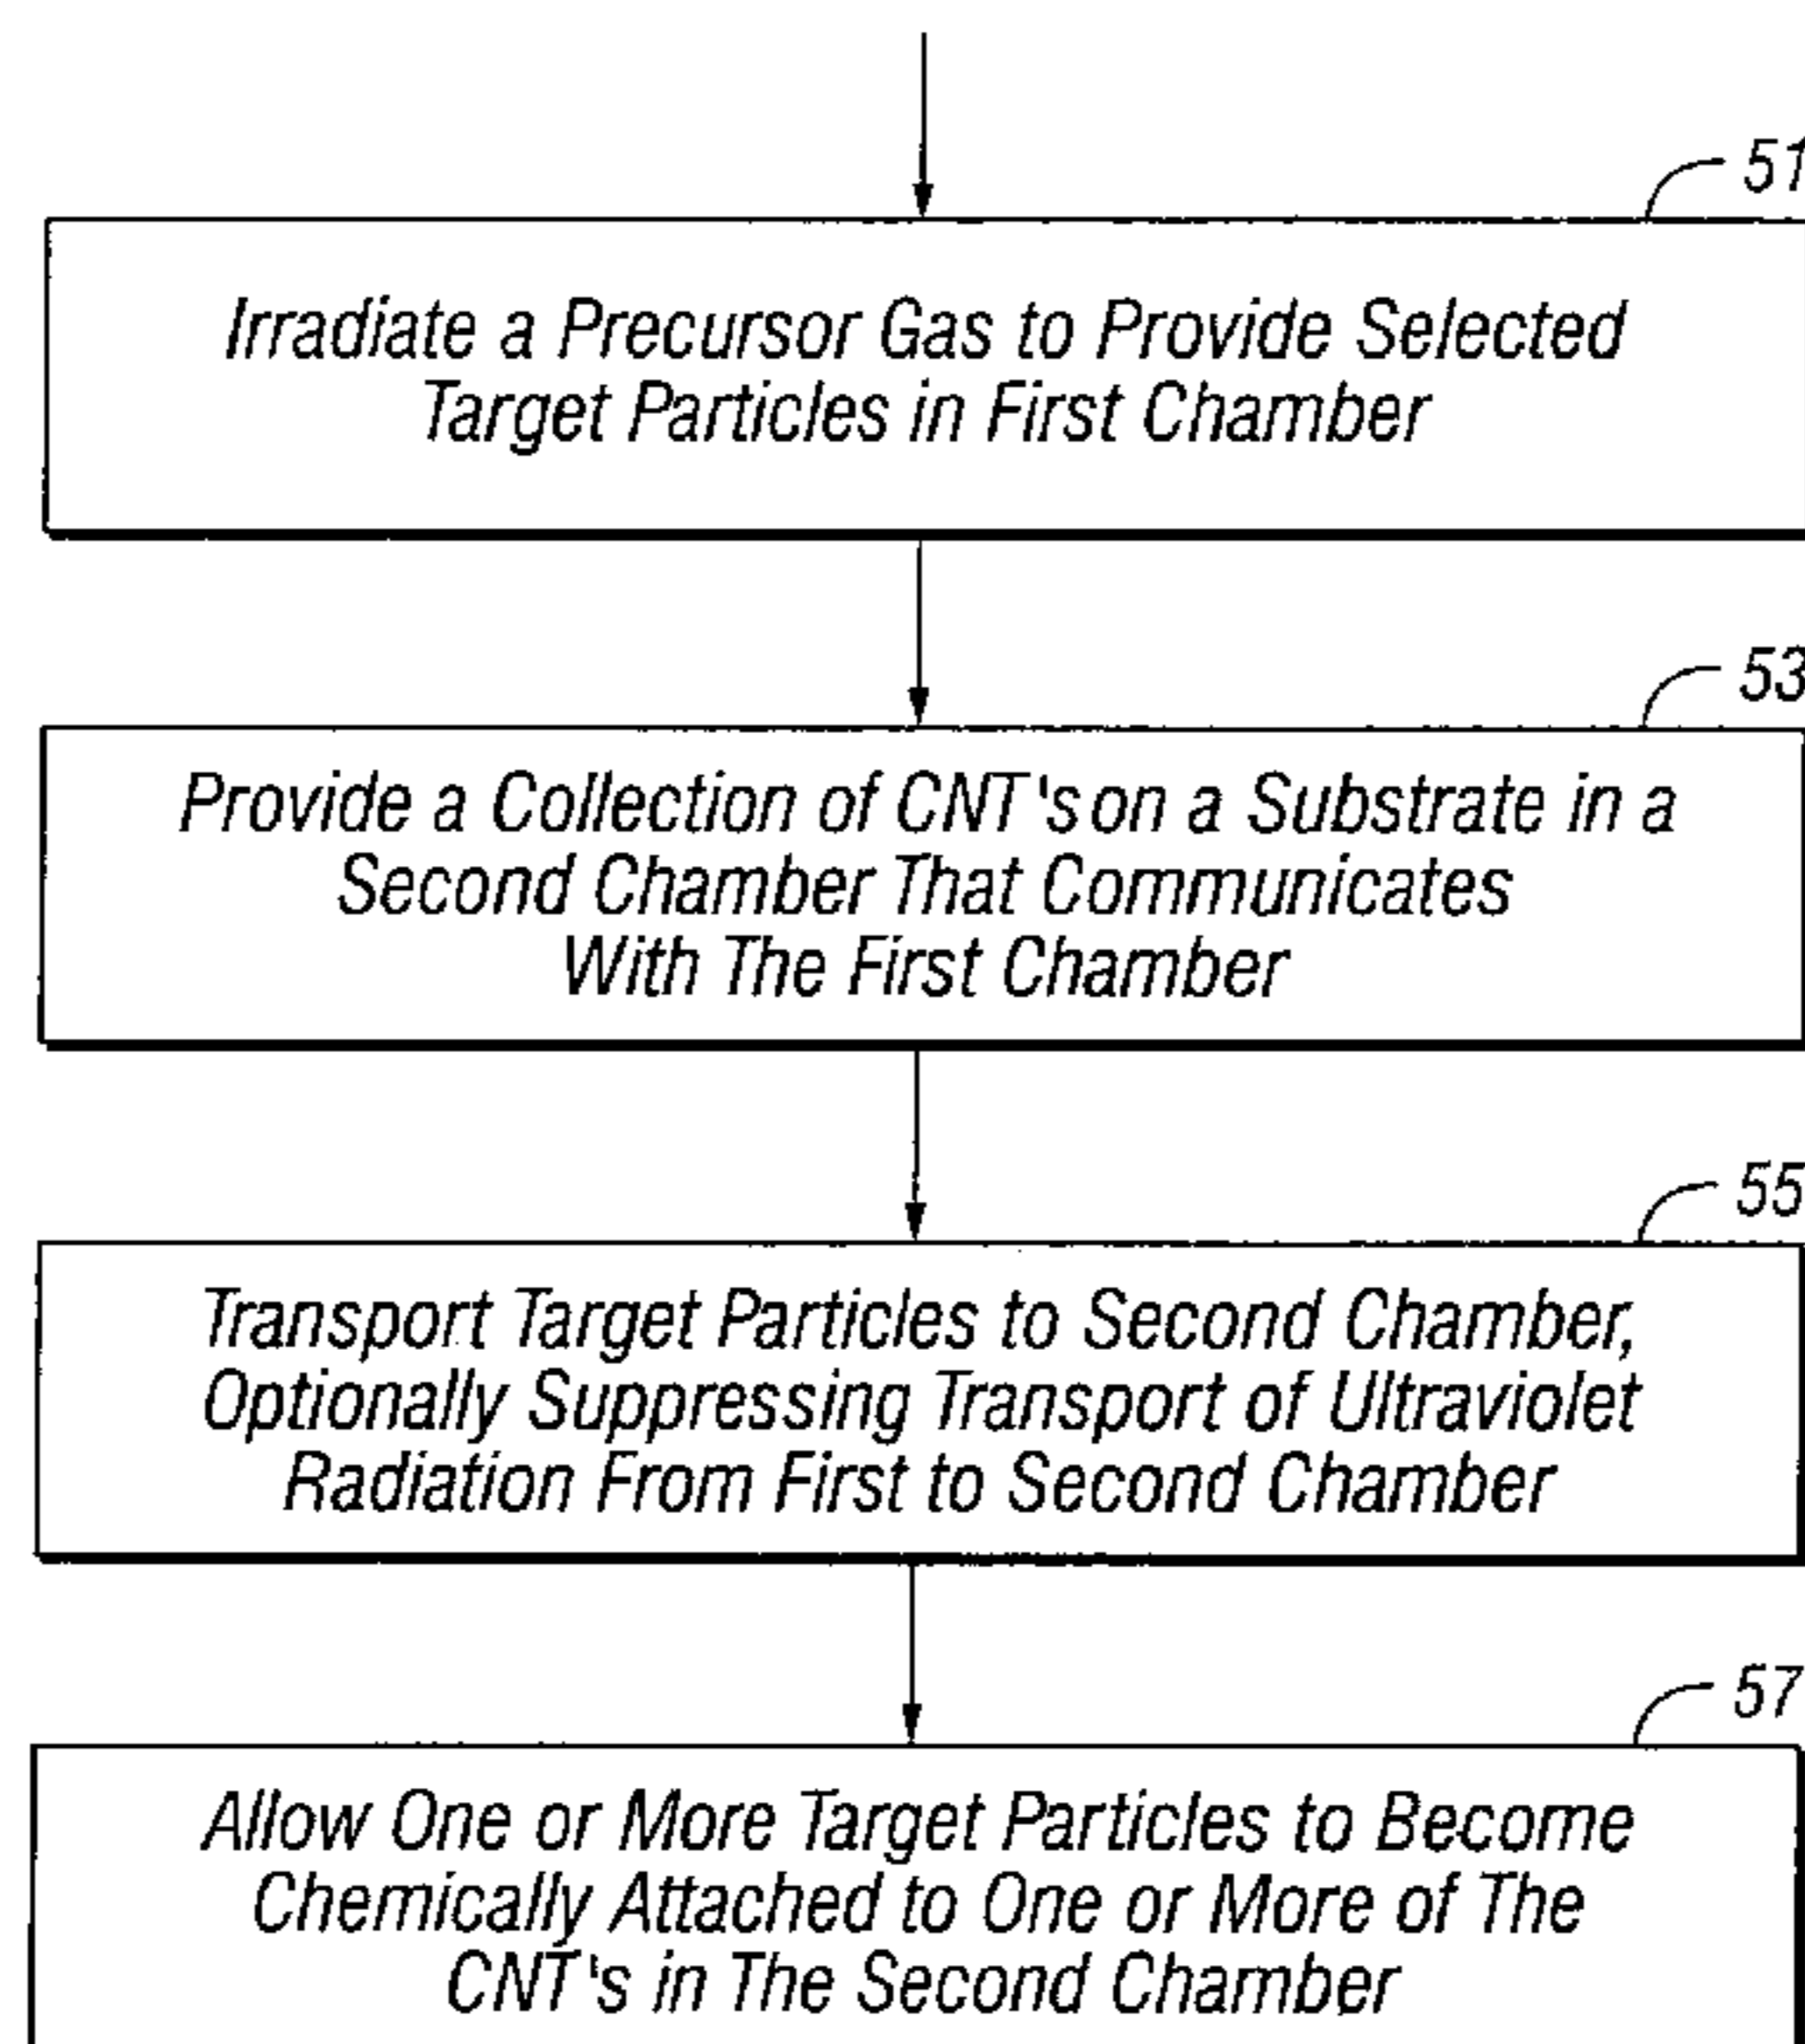 51
Irradiate a Precursor Gas to Provide Selected
Target Particles in First Chamber
53
Provide a Collection of CNT's on a Substrate in a
Second Chamber That Communicates
With The First Chamber
55
Transport Target Particles to Second Chamber,
Optionally Suppressing Transport of Ultraviolet
Radiation From First to Second Chamber
57
Allow One or More Target Particles to Become
Chemically Attached to One or More of The
CNT's in The Second Chamber